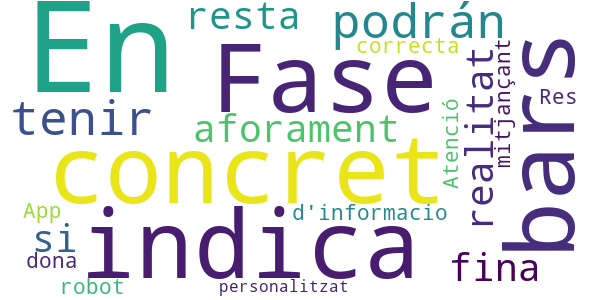 En
resta
podrán
correcta
tenir
Fase
aforament
Atenció
realitat
mitjançant
Res
bars
concret
App
d'informacio
si
indica
dona
fina
robot
personalitzat